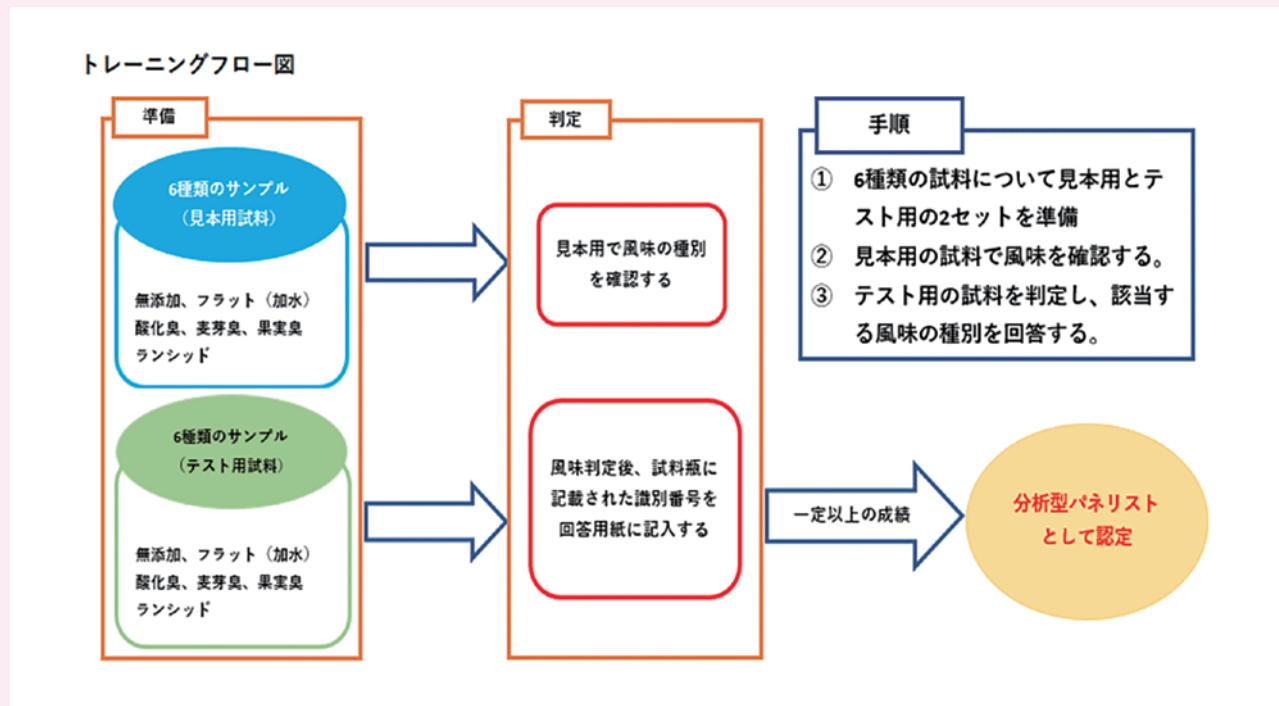 トレーニングフロー図
準備
6種類のサンプル
(見本用試料)
無添加、フラット(加水)
酸化臭、麦芽臭、果実臭
ランシッド
6種類のサンプル
(テスト用試料)
無添加、フラット(加水)
酸化臭、麦芽臭、果実臭
ランシッド
判定
見本用で風味の種別
を確認する
風味判定後、試料瓶に
記載された識別番号を
回答用紙に記入する
手順
① 6種類の試料について見本用とテ
スト用の2セットを準備
② 見本用の試料で風味を確認する。
③ テスト用の試料を判定し、該当す
る風味の種別を回答する。
一定以上の成績
分析型パネリスト
として認定